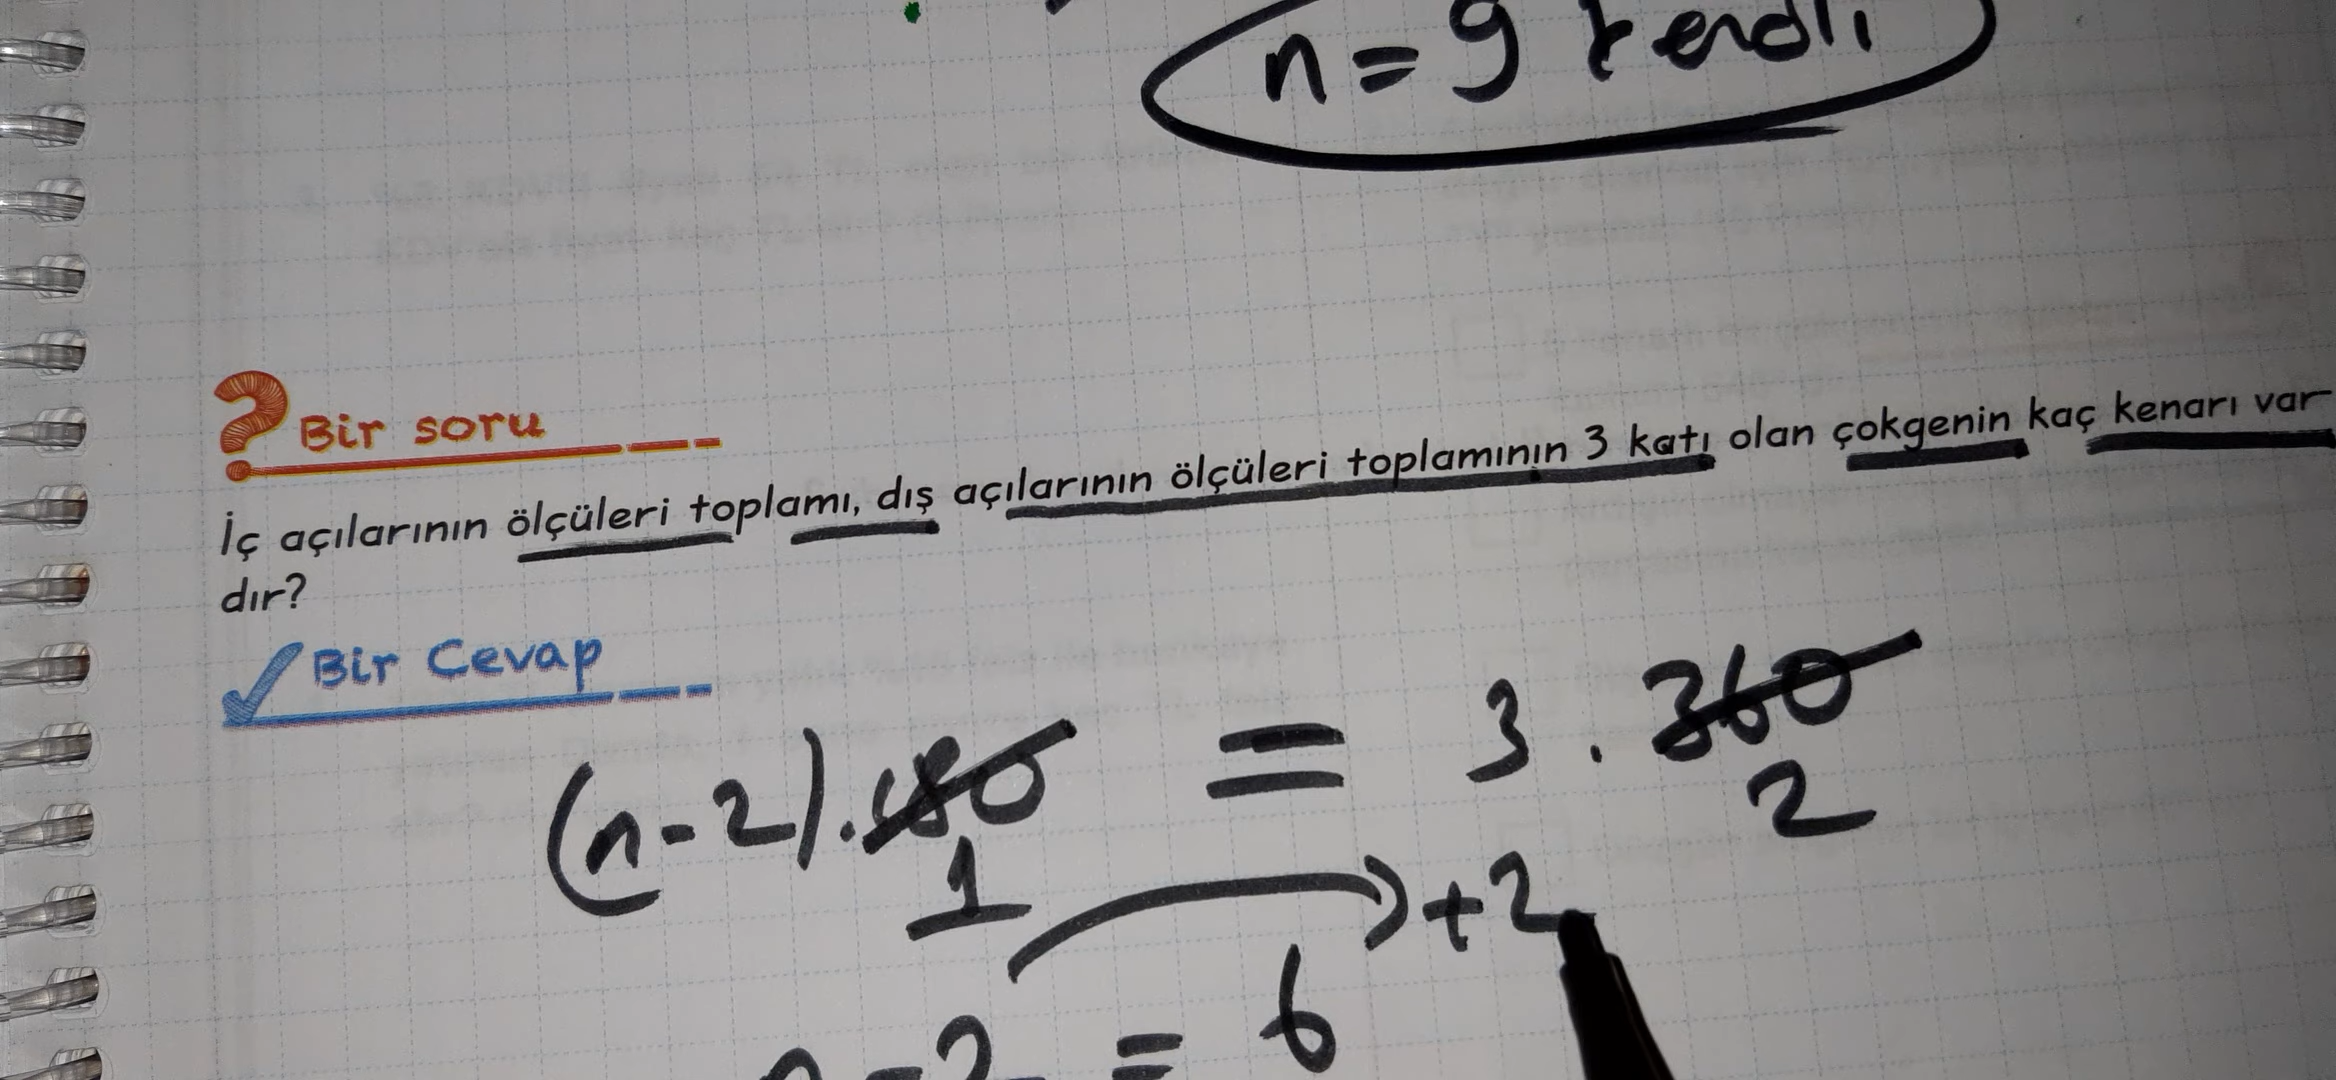 n = 9 kenarlı
Bir soru
İç açılarının ölçüleri toplamı, dış açılarının ölçüleri toplamının 3 katı olan çokgenin kaç kenarı var
dır?
Bir Cevap
(n-2).180 = 3.360
1 2
+2
n-2 = 6